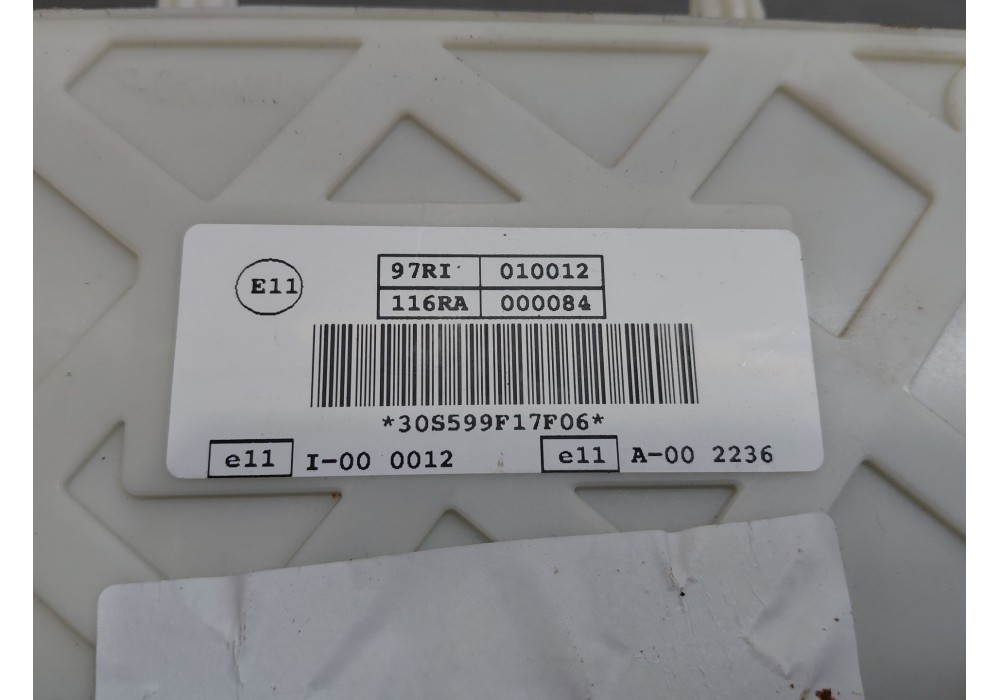 E11
97RI 010012
116RA 000084
*30S599F17F06*
e11 I-00 0012 e11 A-00 2236